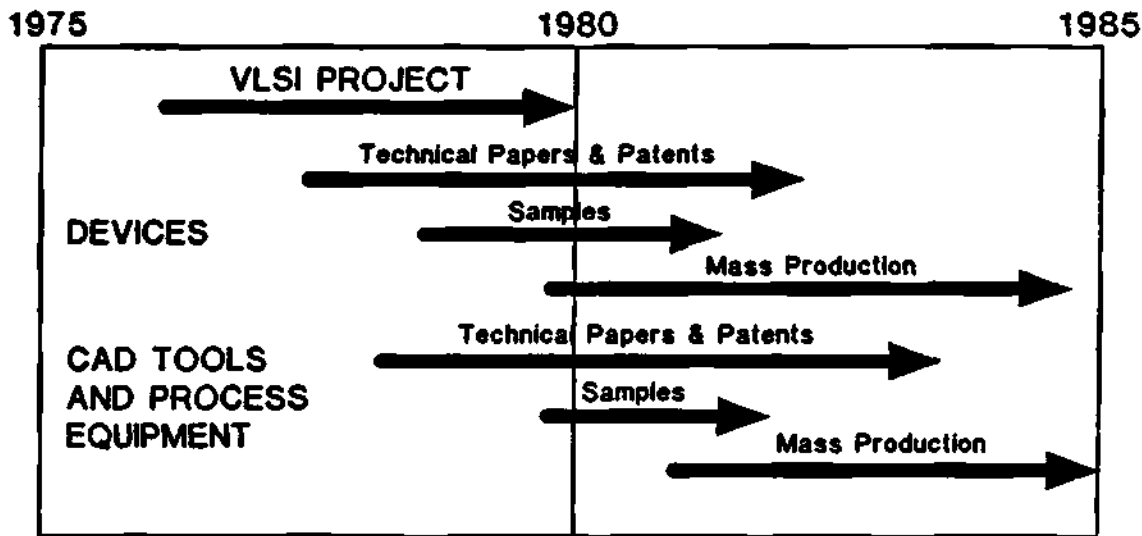 1975 1980 1985
VLSI PROJECT
Technical Papers & Patents
Samples
DEVICES
Mass Production
Technical Papers & Patents
CAD TOOLS
AND PROCESS
EQUIPMENT
Samples
Mass Production